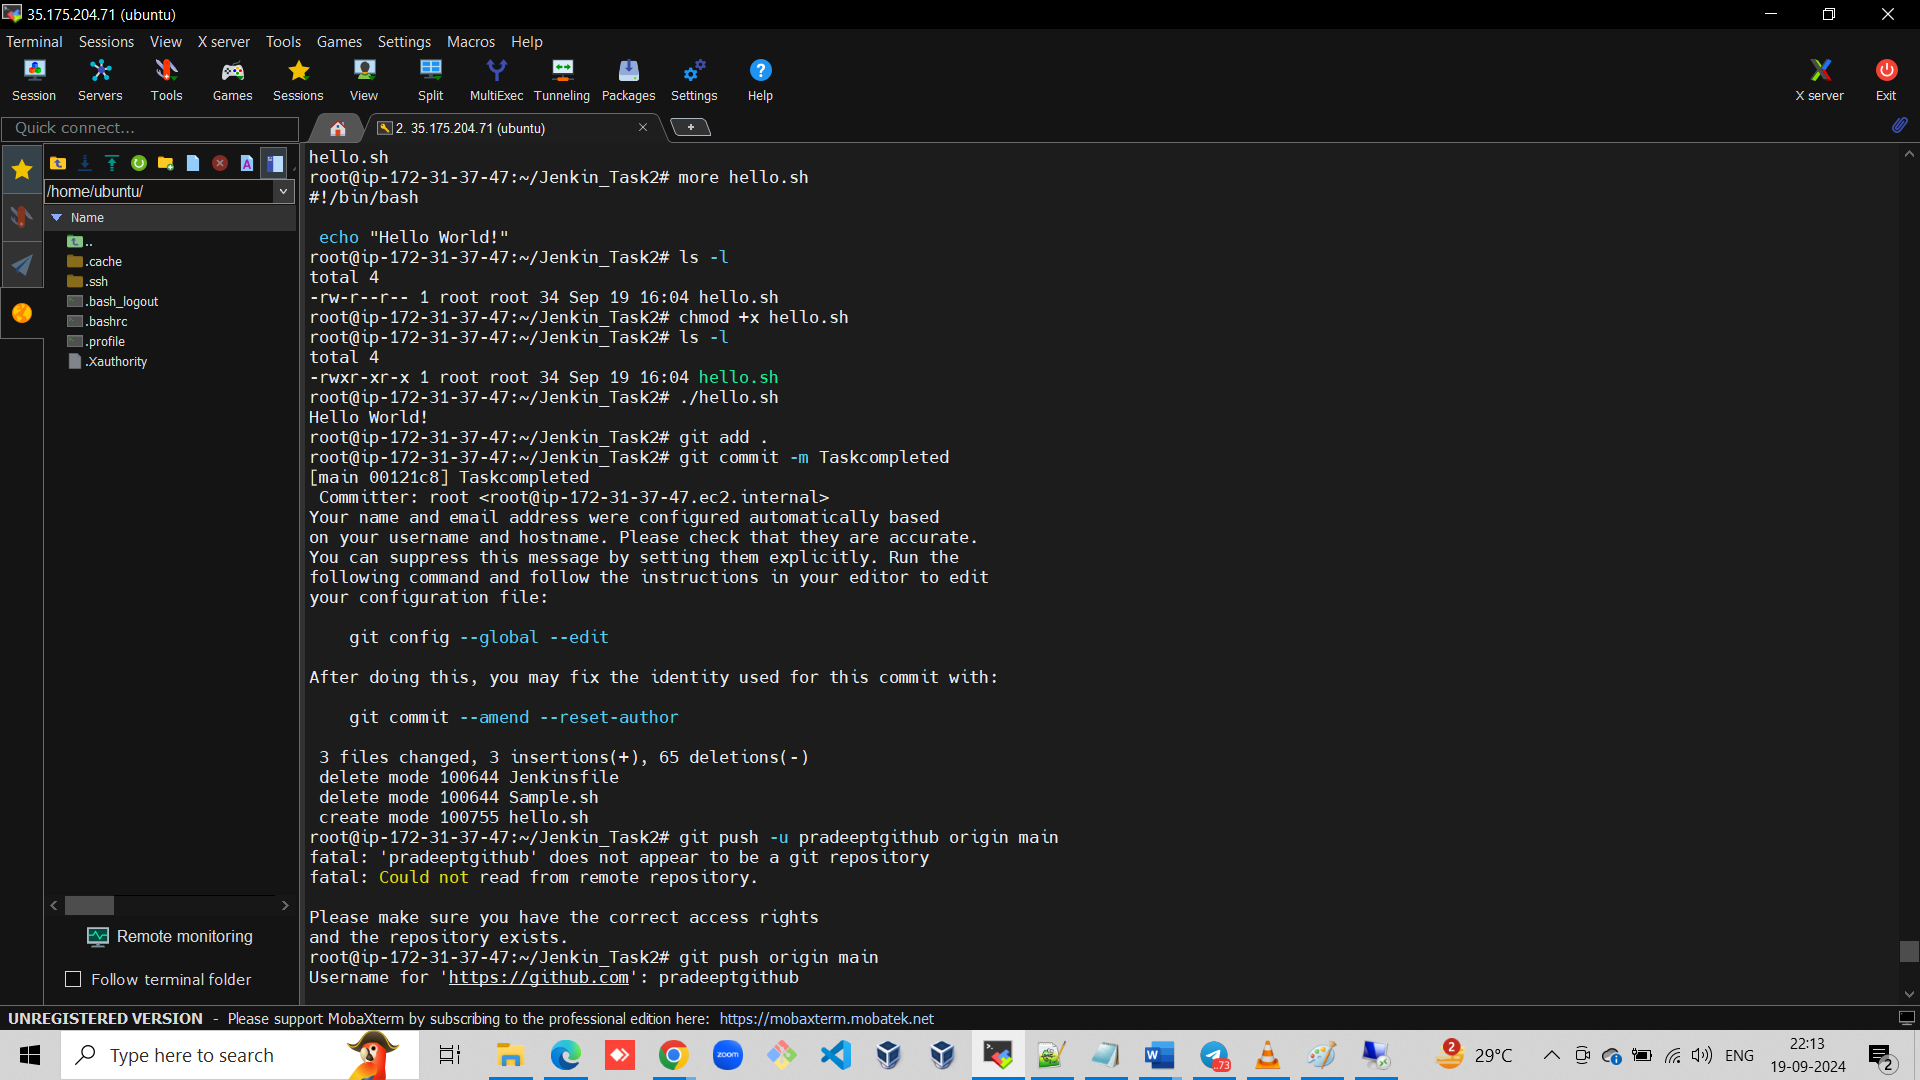 35.175.204.71 (ubuntu)
Terminal Sessions View X server Tools Games Settings Macros Help
Session Servers Tools Games Sessions View Split MultiExec Tunneling Packages Settings Help X server Exit
Quick connect...
2. 35.175.204.71 (ubuntu)
/home/ubuntu/
Name
..
.cache
.ssh
.bash_logout
.bashrc
.profile
.Xauthority
Remote monitoring
Follow terminal folder
hello.sh
root@ip-172-31-37-47:~/Jenkin_Task2# more hello.sh
#!/bin/bash
echo "Hello World!"
root@ip-172-31-37-47:~/Jenkin_Task2# ls -l
total 4
-rw-r--r-- 1 root root 34 Sep 19 16:04 hello.sh
root@ip-172-31-37-47:~/Jenkin_Task2# chmod +x hello.sh
root@ip-172-31-37-47:~/Jenkin_Task2# ls -l
total 4
-rwxr-xr-x 1 root root 34 Sep 19 16:04 hello.sh
root@ip-172-31-37-47:~/Jenkin_Task2# ./hello.sh
Hello World!
root@ip-172-31-37-47:~/Jenkin_Task2# git add .
root@ip-172-31-37-47:~/Jenkin_Task2# git commit -m Taskcompleted
[main 00121c8] Taskcompleted
Committer: root <root@ip-172-31-37-47.ec2.internal>
Your name and email address were configured automatically based
on your username and hostname. Please check that they are accurate.
You can suppress this message by setting them explicitly. Run the
following command and follow the instructions in your editor to edit
your configuration file:
git config --global --edit
After doing this, you may fix the identity used for this commit with:
git commit --amend --reset-author
3 files changed, 3 insertions(+), 65 deletions(-)
delete mode 100644 Jenkinsfile
delete mode 100644 Sample.sh
create mode 100755 hello.sh
root@ip-172-31-37-47:~/Jenkin_Task2# git push -u pradeeptgithub origin main
fatal: 'pradeeptgithub' does not appear to be a git repository
fatal: Could not read from remote repository.
Please make sure you have the correct access rights
and the repository exists.
root@ip-172-31-37-47:~/Jenkin_Task2# git push origin main
Username for 'https://github.com': pradeeptgithub
UNREGISTERED VERSION - Please support MobaXterm by subscribing to the professional edition here: https://mobaxterm.mobatek.net
Type here to search
zoom
..73
2
29°C
ENG
22:13
19-09-2024
2